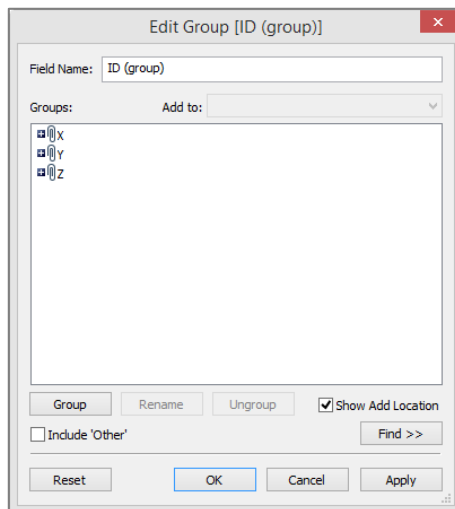 Edit Group [ID (group)]
Field Name: ID (group)
Groups: Add to:
X
Y
Z
Group Rename Ungroup Show Add Location
Include 'Other' Find >>
Reset OK Cancel Apply